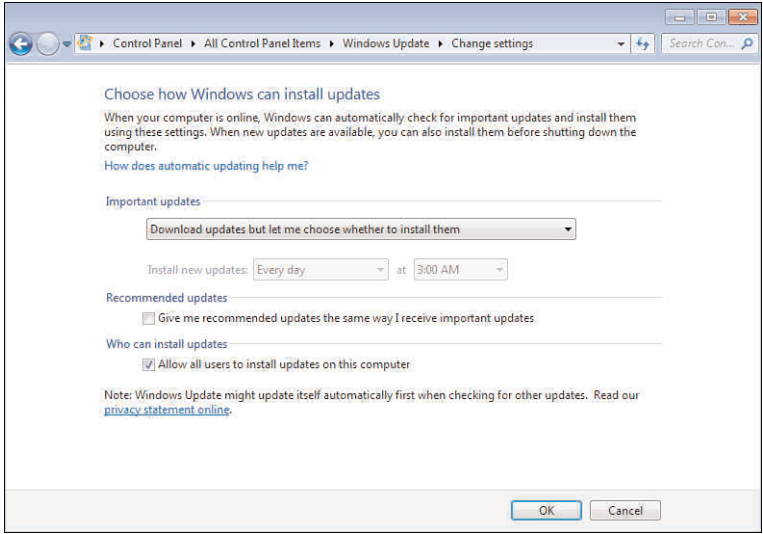 Control Panel ▸ All Control Panel Items ▸ Windows Update ▸ Change settings
Search Con...
Choose how Windows can install updates
When your computer is online, Windows can automatically check for important updates and install them
using these settings. When new updates are available, you can also install them before shutting down the
computer.
How does automatic updating help me?
Important updates
Download updates but let me choose whether to install them
Install new updates: Every day at 3:00 AM
Recommended updates
Give me recommended updates the same way I receive important updates
Who can install updates
Allow all users to install updates on this computer
Note: Windows Update might update itself automatically first when checking for other updates. Read our
privacy statement online.
OK Cancel